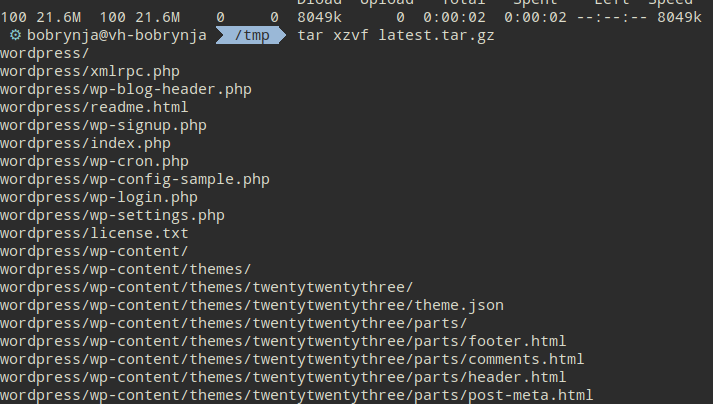 Dload Upload Total Spent Left Speed
100 21.6M 100 21.6M 0 0 8049k 0 0:00:02 0:00:02 --:--:-- 8049k
bobrynja@vh-bobrynja /tmp tar xzvf latest.tar.gz
wordpress/
wordpress/xmlrpc.php
wordpress/wp-blog-header.php
wordpress/readme.html
wordpress/wp-signup.php
wordpress/index.php
wordpress/wp-cron.php
wordpress/wp-config-sample.php
wordpress/wp-login.php
wordpress/wp-settings.php
wordpress/license.txt
wordpress/wp-content/
wordpress/wp-content/themes/
wordpress/wp-content/themes/twentytwentythree/
wordpress/wp-content/themes/twentytwentythree/theme.json
wordpress/wp-content/themes/twentytwentythree/parts/
wordpress/wp-content/themes/twentytwentythree/parts/footer.html
wordpress/wp-content/themes/twentytwentythree/parts/comments.html
wordpress/wp-content/themes/twentytwentythree/parts/header.html
wordpress/wp-content/themes/twentytwentythree/parts/post-meta.html